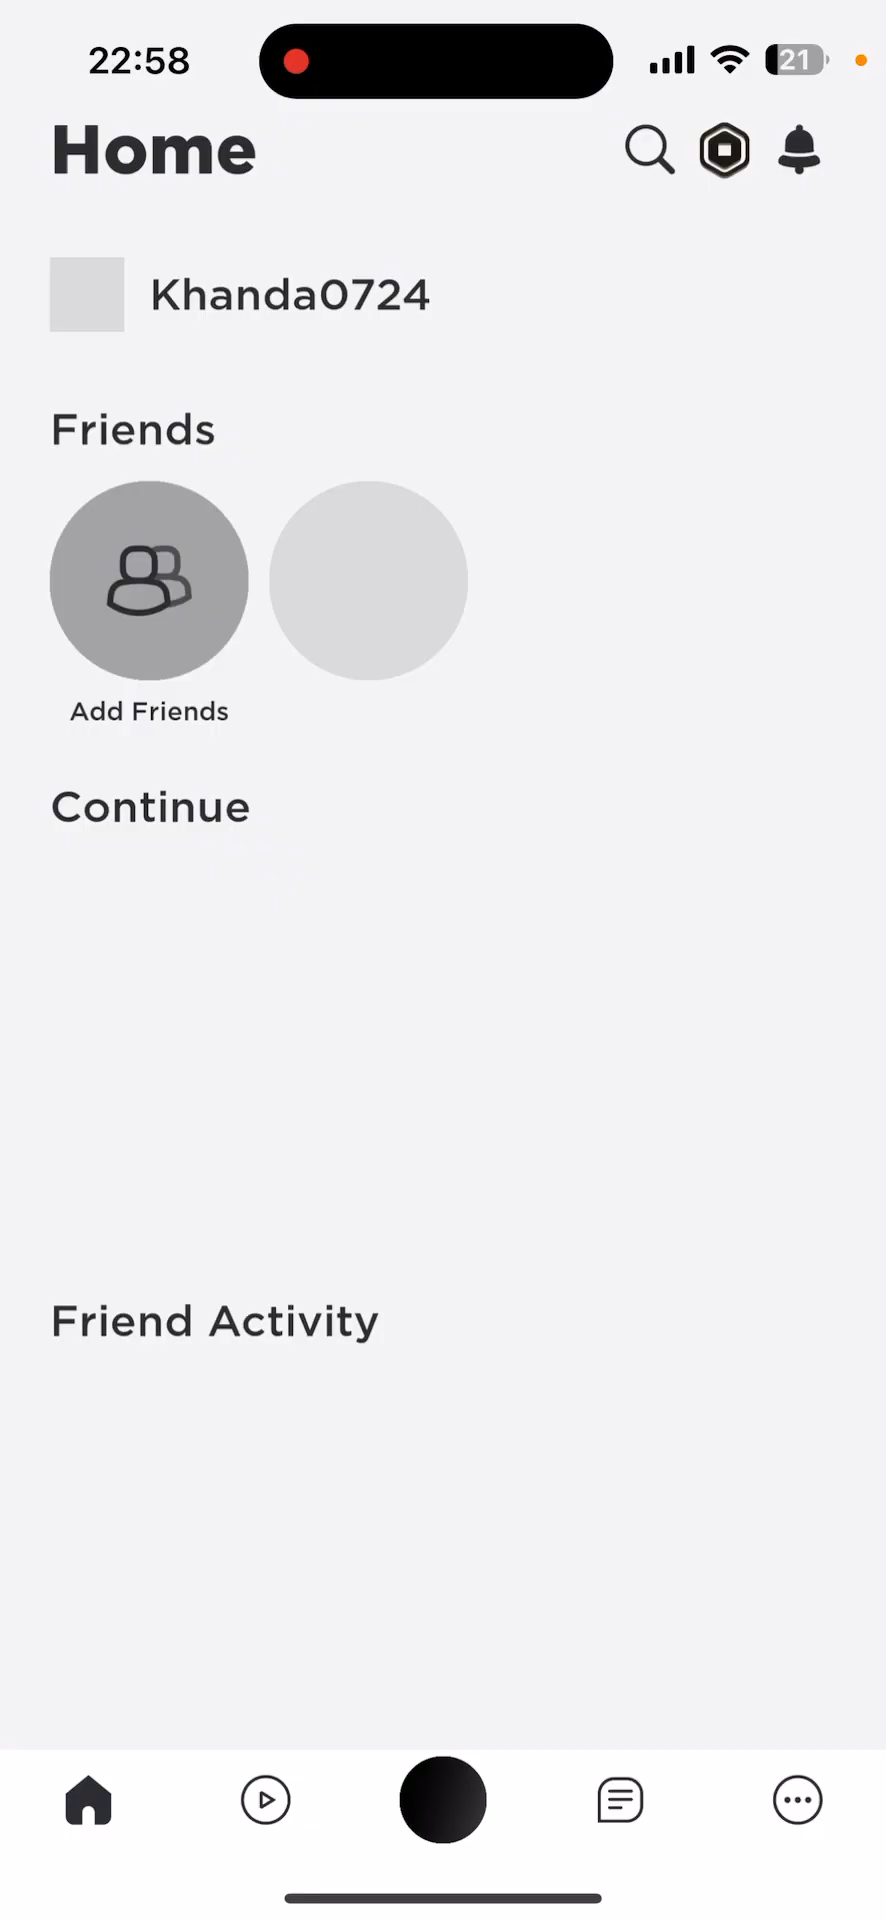 22:58
21
Home
Khanda0724
Friends
Add Friends
Continue
Friend Activity